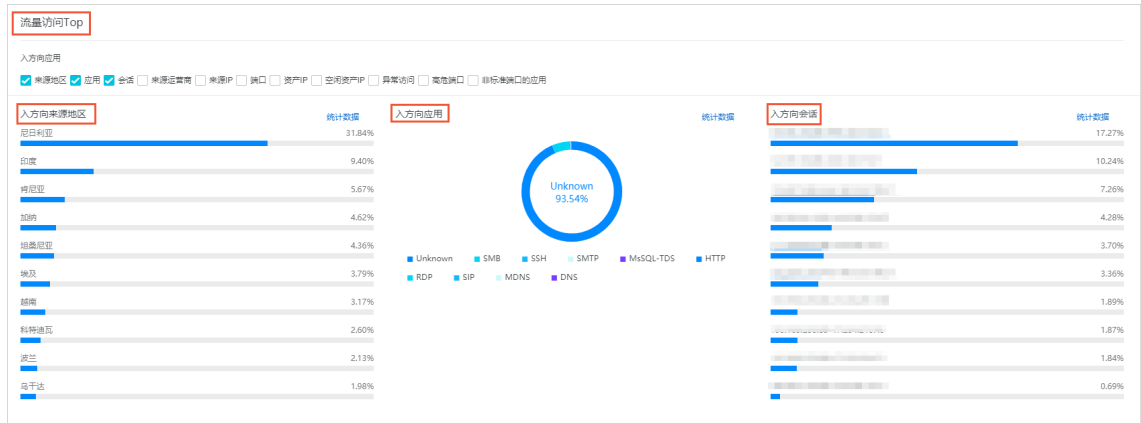 流量访问Top
入方向应用
来源地区 应用 会话 来源运营商 来源IP 端口 资产IP 空闲资产IP 异常访问 高危端口 非标准端口的应用
入方向来源地区 统计数据
尼日利亚 31.84%
印度 9.40%
肯尼亚 5.67%
加纳 4.62%
坦桑尼亚 4.36%
埃及 3.79%
越南 3.17%
科特迪瓦 2.60%
波兰 2.13%
乌干达 1.98%
入方向应用 统计数据
Unknown
93.54%
Unknown SMB SSH SMTP MsSQL-TDS HTTP
RDP SIP MDNS DNS
入方向会话 统计数据
17.27%
10.24%
7.26%
4.28%
3.70%
3.36%
1.89%
1.87%
1.84%
0.69%